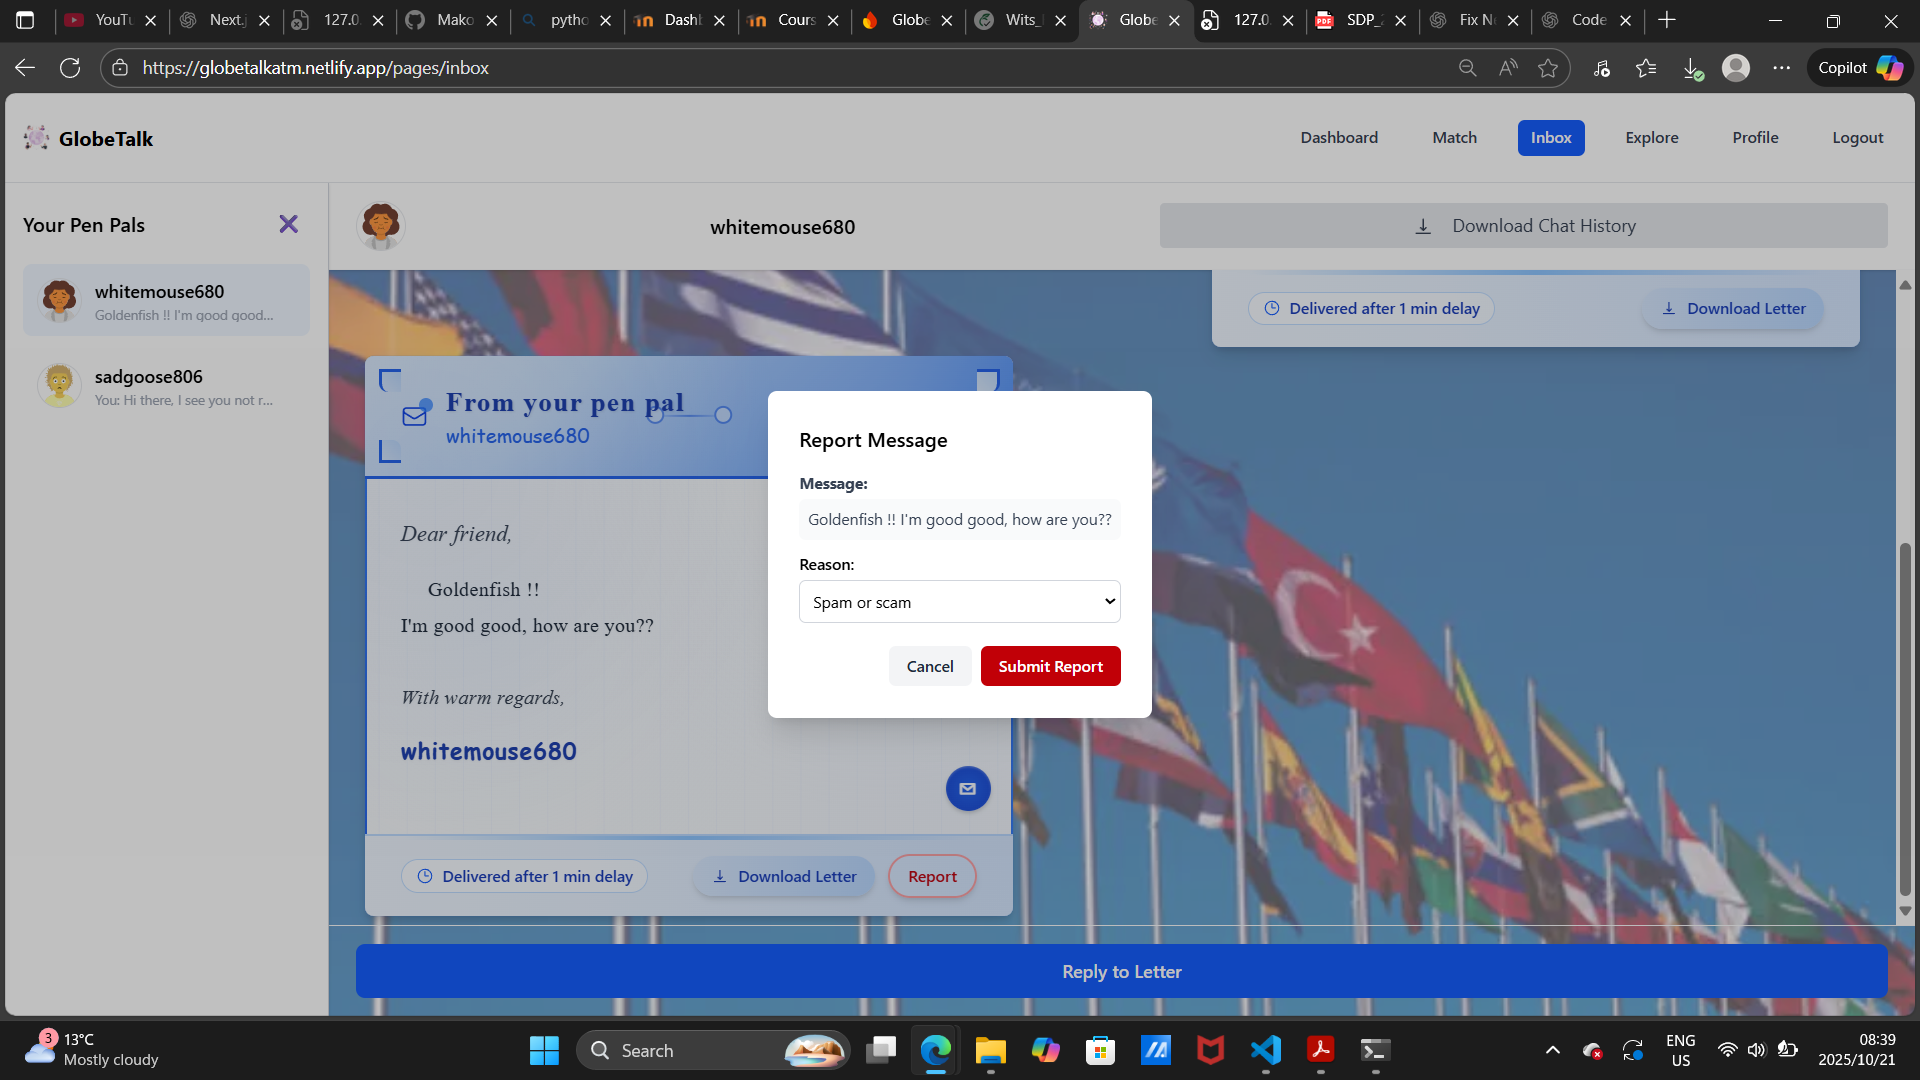 YouTu
Next.j
127.0.
Mako
pytho
Dashb
Cours
Globe
Wits_
Globe
127.0.
SDP_2
Fix N
Code
https://globetalkatm.netlify.app/pages/inbox
Copilot
GlobeTalk
Dashboard
Match
Inbox
Explore
Profile
Logout
Your Pen Pals
whitemouse680
Goldenfish !! I'm good good...
sadgoose806
You: Hi there, I see you not r...
whitemouse680
Download Chat History
Delivered after 1 min delay
Download Letter
From your pen pal
whitemouse680
Dear friend,
Goldenfish !!
I'm good good, how are you??
With warm regards,
whitemouse680
Delivered after 1 min delay
Download Letter
Report
Report Message
Message:
Goldenfish !! I'm good good, how are you??
Reason:
Spam or scam
Cancel
Submit Report
Reply to Letter
3
13°C
Mostly cloudy
Search
ENG
US
08:39
2025/10/21